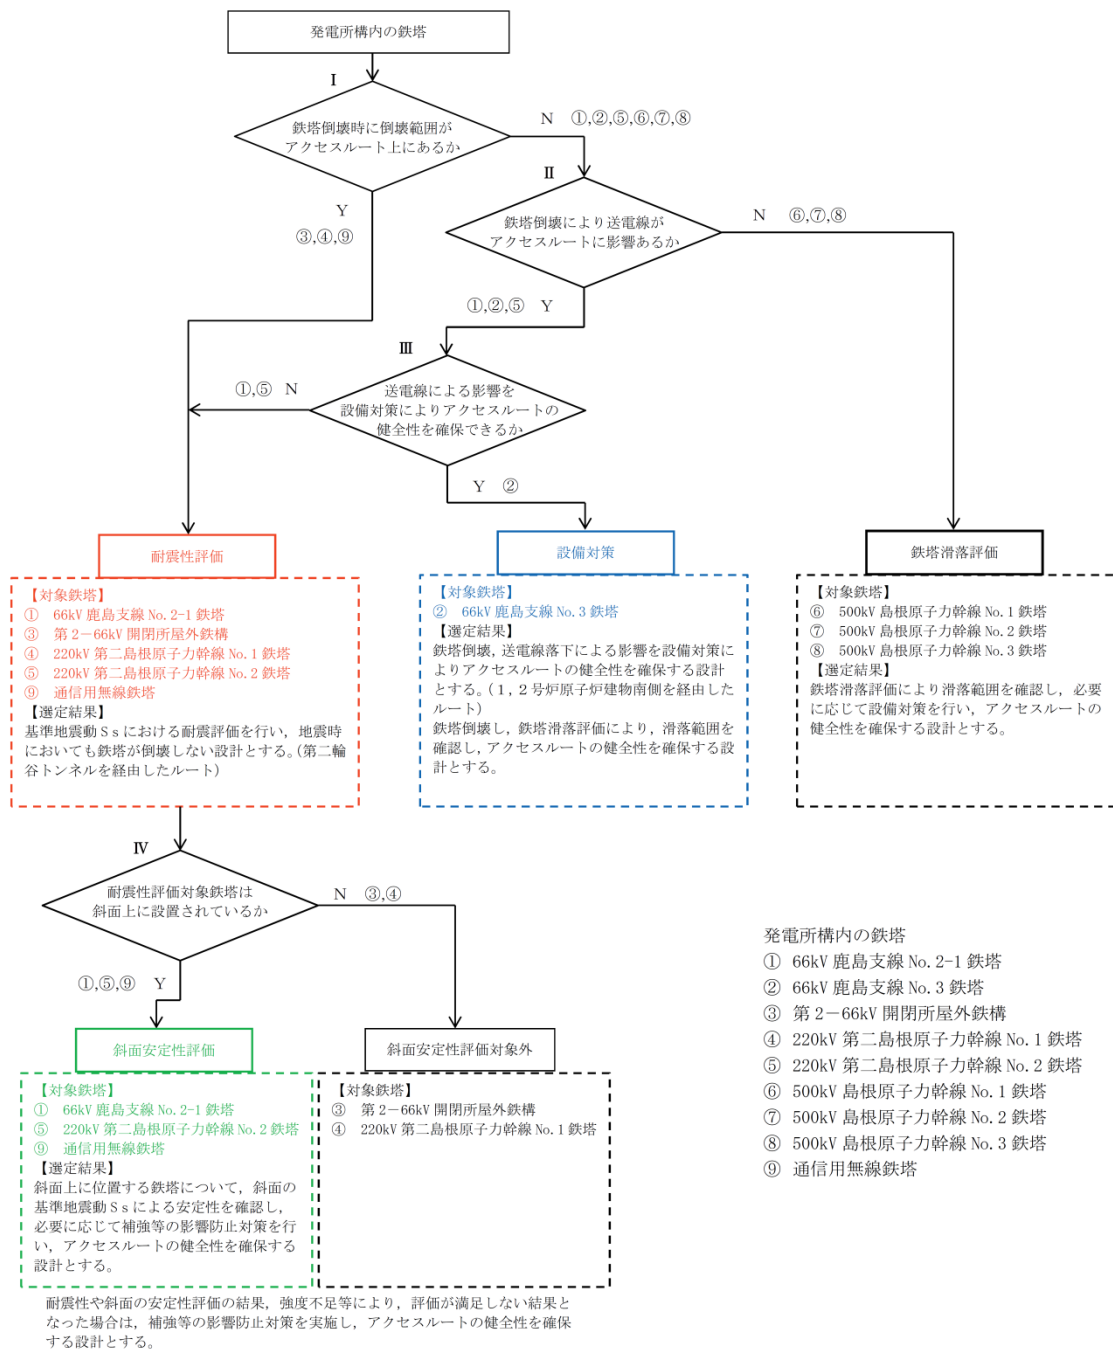 発電所構内の鉄塔
Ⅰ
鉄塔倒壊時に倒壊範囲が
アクセスルート上にあるか
N ①,②,⑤,⑥,⑦,⑧
Y
③,④,⑨
Ⅱ
鉄塔倒壊により送電線が
アクセスルートに影響あるか
N ⑥,⑦,⑧
①,②,⑤ Y
Ⅲ
送電線による影響を
設備対策によりアクセスルートの
健全性を確保できるか
①,⑤ N
Y ②
耐震性評価
【対象鉄塔】
① 66kV 鹿島支線 No.2-1 鉄塔
③ 第2－66kV 開閉所屋外鉄構
④ 220kV 第二島根原子力幹線 No.1 鉄塔
⑤ 220kV 第二島根原子力幹線 No.2 鉄塔
⑨ 通信用無線鉄塔
【選定結果】
基準地震動Ｓｓにおける耐震評価を行い，地震時
においても鉄塔が倒壊しない設計とする。（第二輪
谷トンネルを経由したルート）
設備対策
【対象鉄塔】
② 66kV 鹿島支線 No.3 鉄塔
【選定結果】
鉄塔倒壊，送電線落下による影響を設備対策に
よりアクセスルートの健全性を確保する設計
とする。（１，２号炉原子炉建物南側を経由した
ルート）
鉄塔倒壊し，鉄塔滑落評価により，滑落範囲を
確認し，アクセスルートの健全性を確保する設
計とする。
鉄塔滑落評価
【対象鉄塔】
⑥ 500kV 島根原子力幹線 No.1 鉄塔
⑦ 500kV 島根原子力幹線 No.2 鉄塔
⑧ 500kV 島根原子力幹線 No.3 鉄塔
【選定結果】
鉄塔滑落評価により滑落範囲を確認し，必要
に応じて設備対策を行い，アクセスルートの
健全性を確保する設計とする。
Ⅳ
耐震性評価対象鉄塔は
斜面上に設置されているか
N ③,④
①,⑤,⑨ Y
斜面安定性評価
【対象鉄塔】
① 66kV 鹿島支線 No.2-1 鉄塔
⑤ 220kV 第二島根原子力幹線 No.2 鉄塔
⑨ 通信用無線鉄塔
【選定結果】
斜面上に位置する鉄塔について，斜面の
基準地震動Ｓｓによる安定性を確認し，
必要に応じて補強等の影響防止対策を行
い，アクセスルートの健全性を確保する
設計とする。
斜面安定性評価対象外
【対象鉄塔】
③ 第2－66kV 開閉所屋外鉄構
④ 220kV 第二島根原子力幹線 No.1 鉄塔
発電所構内の鉄塔
① 66kV 鹿島支線 No.2-1 鉄塔
② 66kV 鹿島支線 No.3 鉄塔
③ 第2－66kV 開閉所屋外鉄構
④ 220kV 第二島根原子力幹線 No.1 鉄塔
⑤ 220kV 第二島根原子力幹線 No.2 鉄塔
⑥ 500kV 島根原子力幹線 No.1 鉄塔
⑦ 500kV 島根原子力幹線 No.2 鉄塔
⑧ 500kV 島根原子力幹線 No.3 鉄塔
⑨ 通信用無線鉄塔
耐震性や斜面の安定性評価の結果，強度不足等により，評価が満足しない結果と
なった場合は，補強等の影響防止対策を実施し，アクセスルートの健全性を確保
する設計とする。